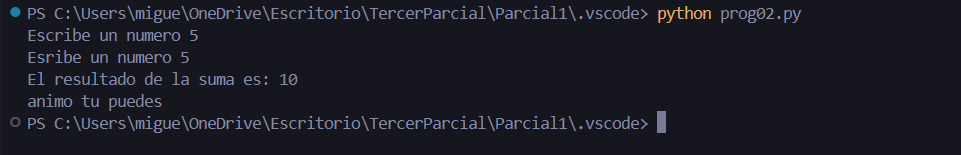 PS C:\Users\migue\OneDrive\Escritorio\TercerParcial\Parcial1\.vscode> python prog02.py
Escribe un numero 5
Esribe un numero 5
El resultado de la suma es: 10
animo tu puedes
PS C:\Users\migue\OneDrive\Escritorio\TercerParcial\Parcial1\.vscode>